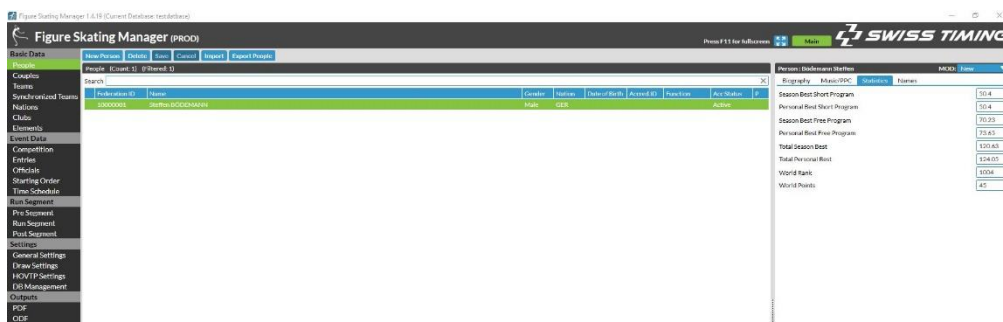 Figure Skating Manager 1.4.19 (Current Database: testdatbase)
Figure Skating Manager (PROD)
Press F11 for fullscreen
Main
SWISS TIMING
Basic Data
People
Couples
Teams
Synchronized Teams
Nations
Clubs
Elements
Event Data
Competition
Entries
Officials
Starting Order
Time Schedule
Run Segment
Pre Segment
Run Segment
Post Segment
Settings
General Settings
Draw Settings
HOVTP Settings
DB Management
Outputs
PDF
ODF
New Person Delete Save Cancel Import Export People
People (Count: 1) (Filtered: 1)
Search
Federation ID Name Gender Nation Date of Birth Accred. ID Function Acc Status P
10000001 Steffen BODEMANN Male GER Active
Person: Bodemann Steffen MOD: New
Biography Music/PPC Statistics Names
Season Best Short Program 50.4
Personal Best Short Program 50.4
Season Best Free Program 70.23
Personal Best Free Program 73.65
Total Season Best 120.63
Total Personal Best 124.05
World Rank 1004
World Points 45